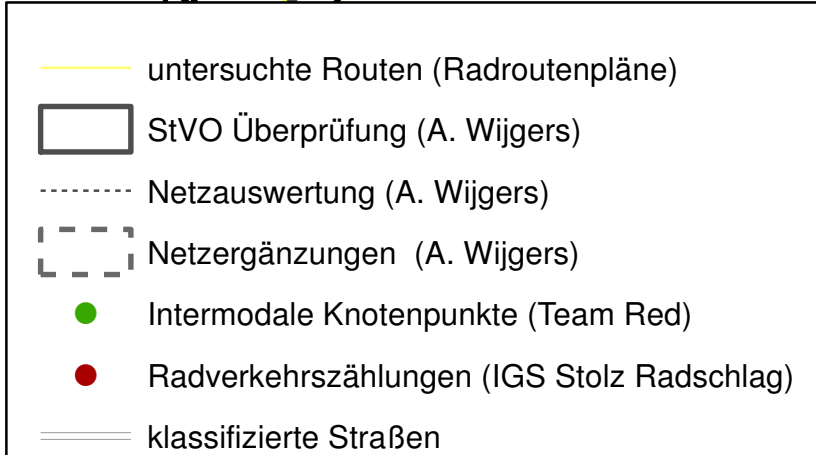 untersuchte Routen (Radroutenpläne)
StVO Überprüfung (A. Wijgers)
Netzauswertung (A. Wijgers)
Netzergänzungen (A. Wijgers)
Intermodale Knotenpunkte (Team Red)
Radverkehrszählungen (IGS Stolz Radschlag)
klassifizierte Straßen